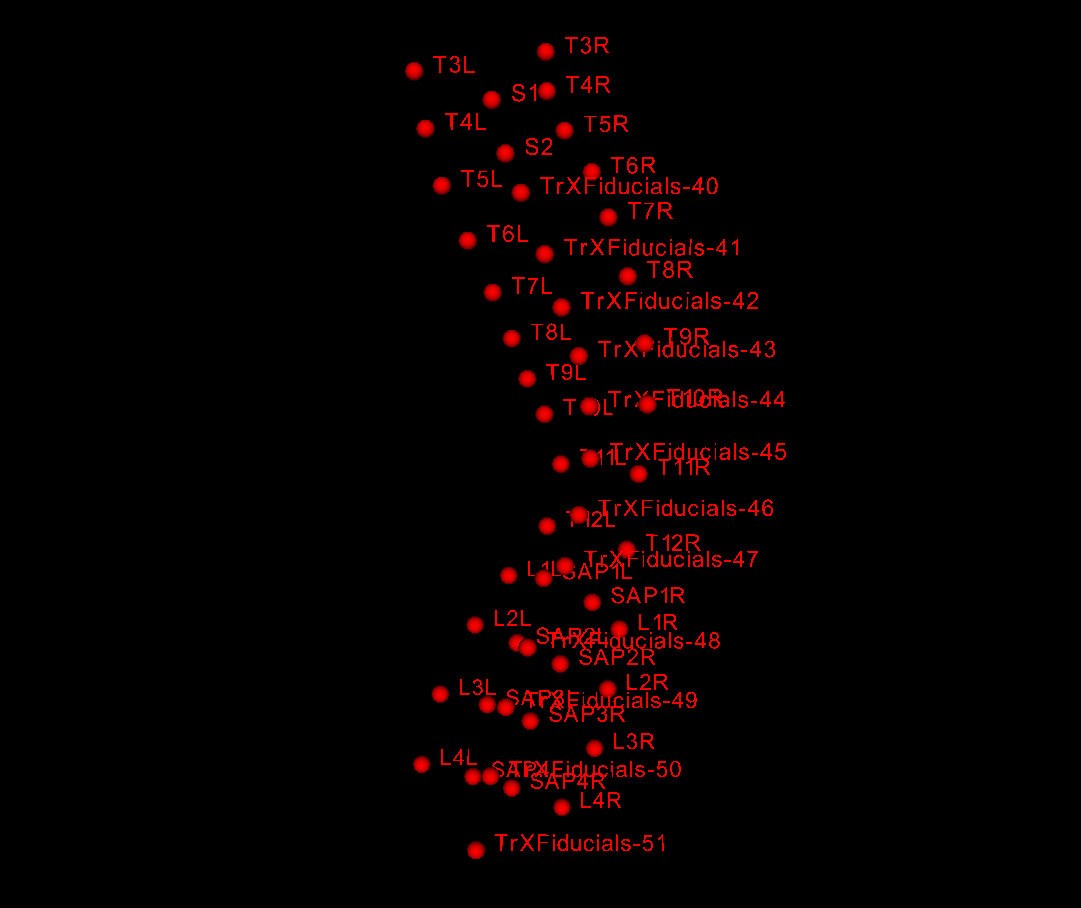 T3R
T3L
T4R
S1
T4L
T5R
S2
T6R
T5L
TrXFiducials-40
T7R
T6L
TrXFiducials-41
T8R
T7L
TrXFiducials-42
T8L
T9R
TrXFiducials-43
T9L
T10R
TrXFiducials-44
T10L
TrXFiducials-45
T11L
T11R
TrXFiducials-46
T12L
T12R
TrXFiducials-47
L1L
SAP1L
SAP1R
L2L
L1R
SAP2L
TrXFiducials-48
SAP2R
L2R
L3L
SAP3L
TrXFiducials-49
SAP3R
L3R
L4L
SAP4L
TrXFiducials-50
SAP4R
L4R
TrXFiducials-51